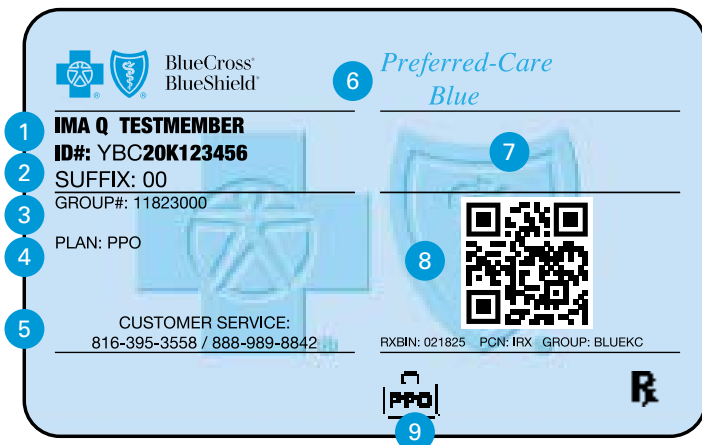 BlueCross®
BlueShield®
6
Preferred-Care
Blue
1
IMA Q TESTMEMBER
ID#: YBC20K123456
2
SUFFIX: 00
7
3
GROUP#: 11823000
4
PLAN: PPO
8
5
CUSTOMER SERVICE:
816-395-3558 / 888-989-8842
RXBIN: 021825 PCN: IRX GROUP: BLUEKC
PPO
Rx
9